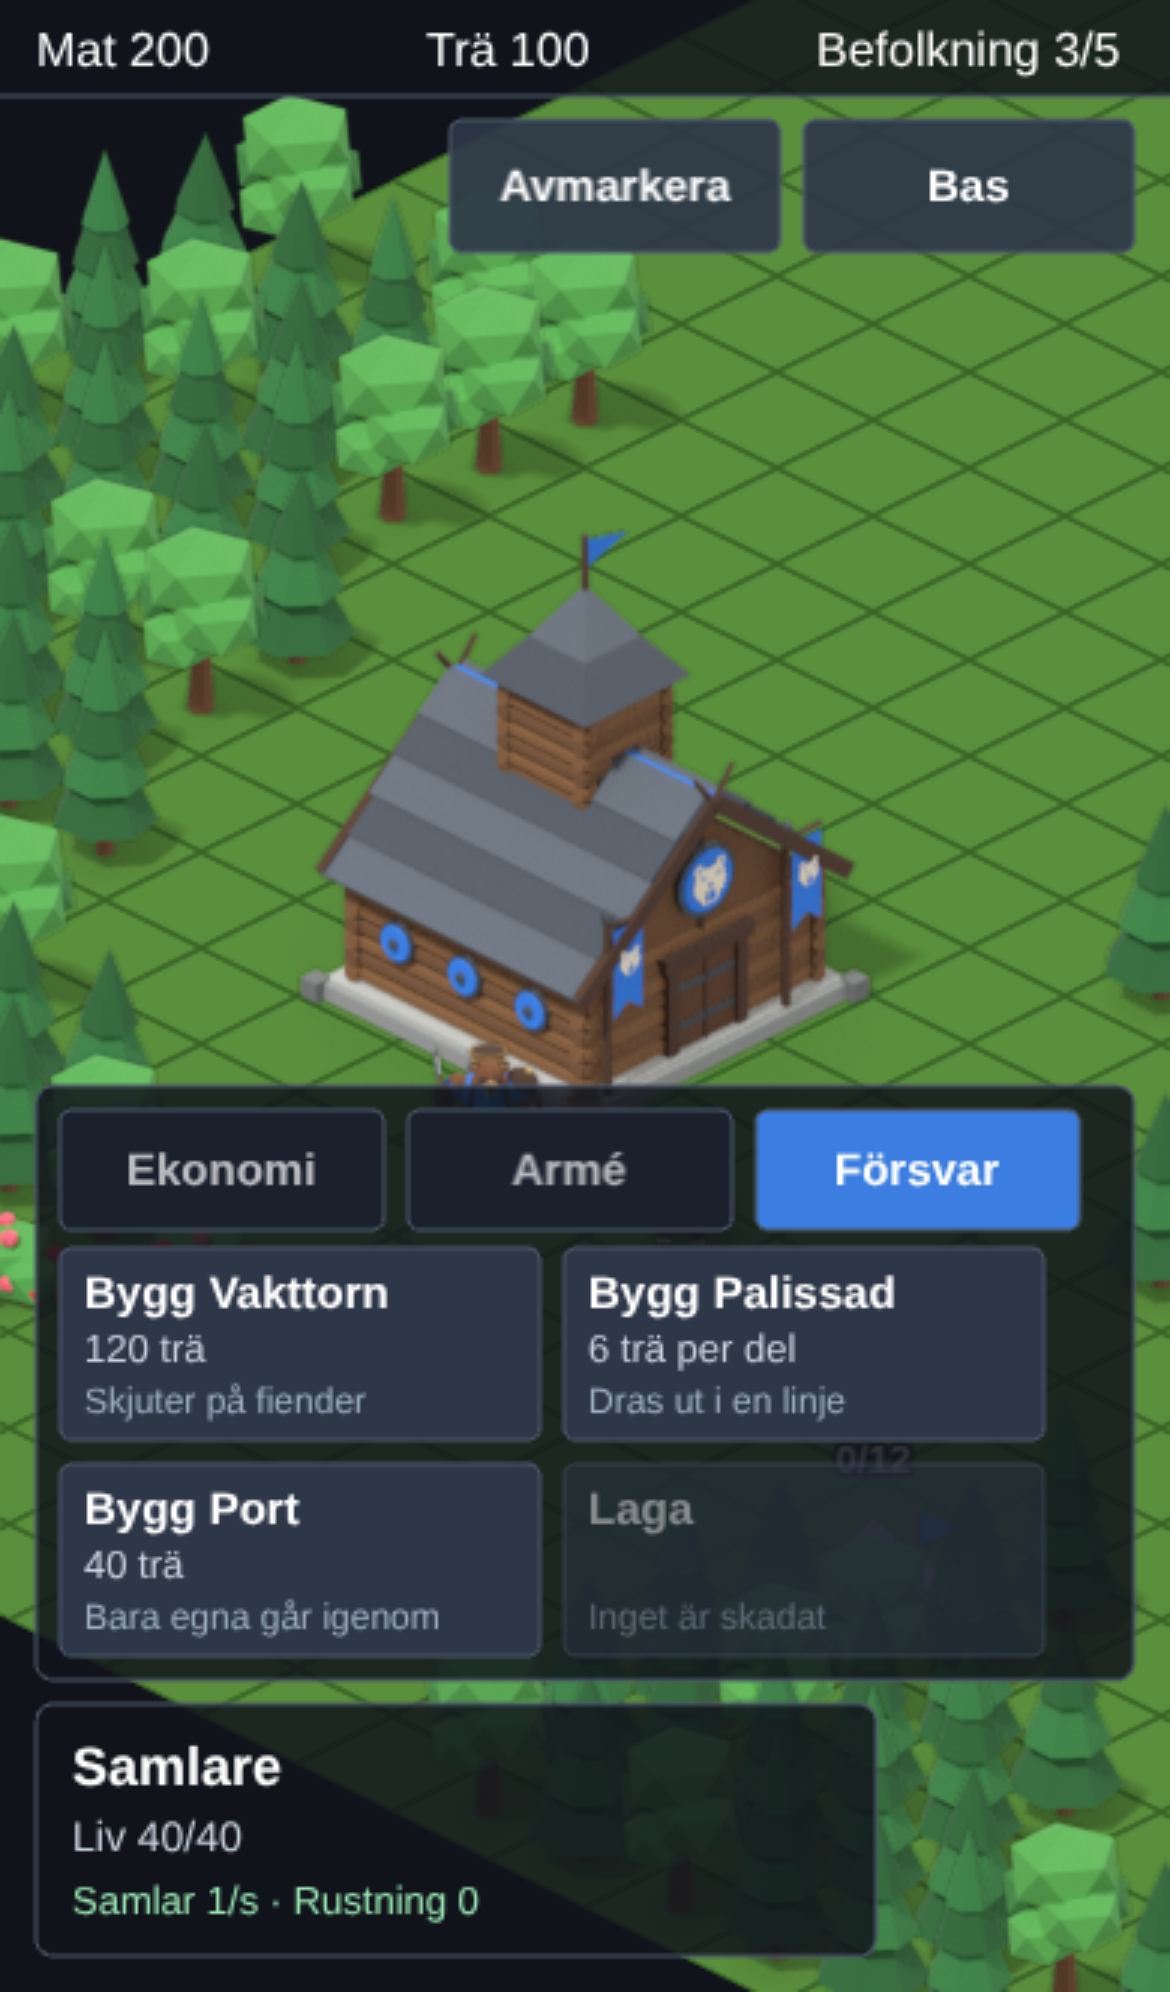 Mat 200
Trä 100
Befolkning 3/5
Avmarkera
Bas
Ekonomi
Armé
Försvar
Bygg Vakttorn
120 trä
Skjuter på fiender
Bygg Palissad
6 trä per del
Dras ut i en linje
0/12
Bygg Port
40 trä
Bara egna går igenom
Laga
Inget är skadat
Samlare
Liv 40/40
Samlar 1/s · Rustning 0